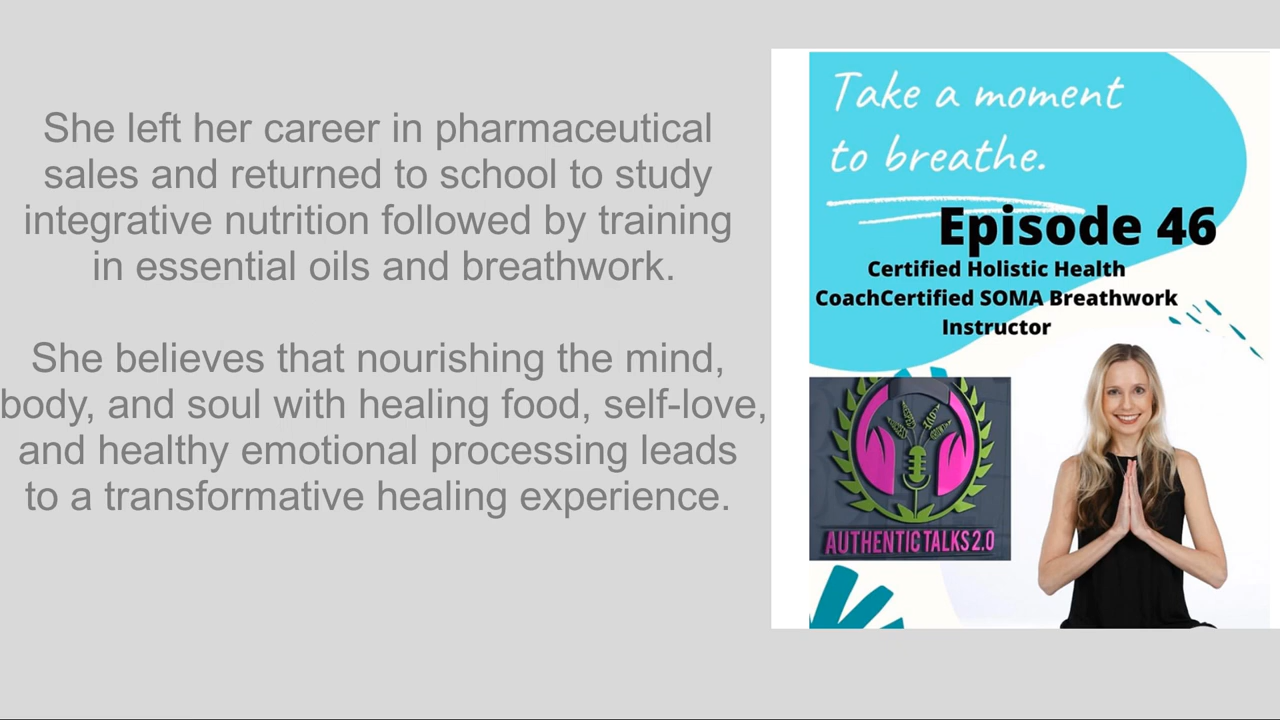 She left her career in pharmaceutical
sales and returned to school to study
integrative nutrition followed by training
in essential oils and breathwork.
She believes that nourishing the mind,
body, and soul with healing food, self-love,
and healthy emotional processing leads
to a transformative healing experience.
Take a moment
to breathe.
Episode 46
Certified Holistic Health
CoachCertified SOMA Breathwork
Instructor
AUTHENTIC TALKS 2.0